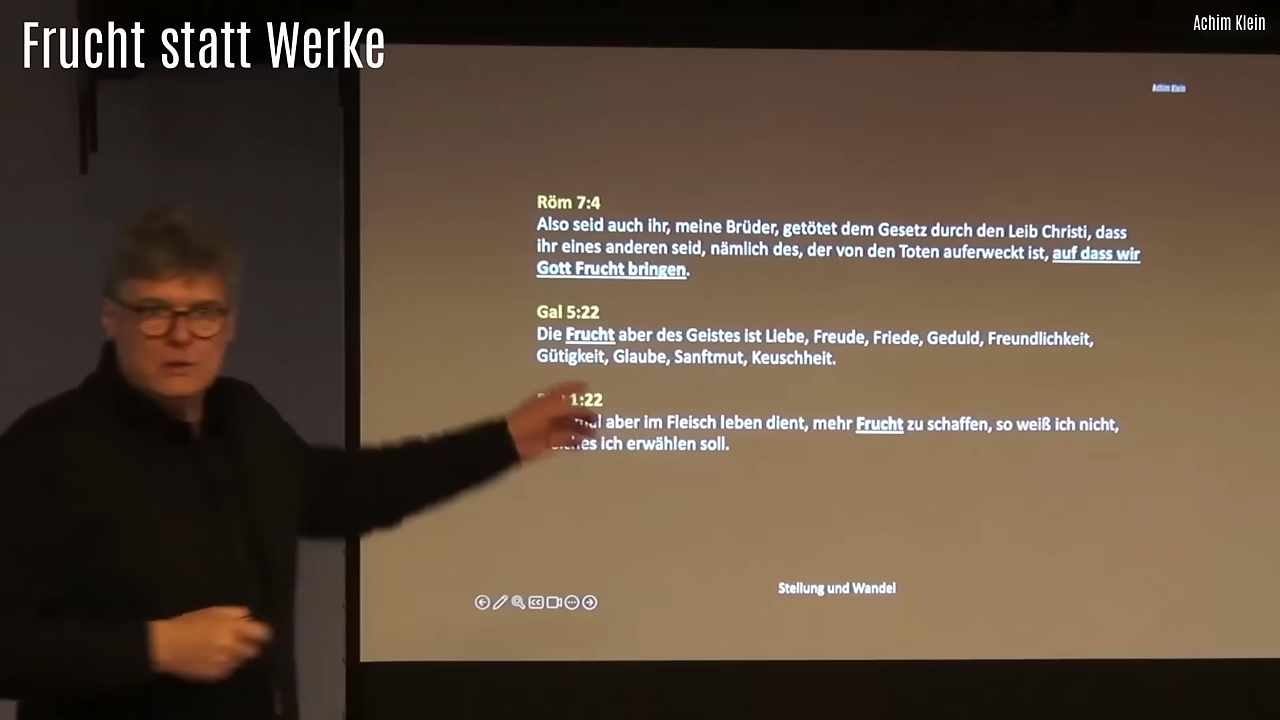 Frucht statt Werke
Achim Klein
Achim Klein
Röm 7:4
Also seid auch ihr, meine Brüder, getötet dem Gesetz durch den Leib Christi, dass
ihr eines anderen seid, nämlich des, der von den Toten auferweckt ist, auf dass wir
Gott Frucht bringen.
Gal 5:22
Die Frucht aber des Geistes ist Liebe, Freude, Friede, Geduld, Freundlichkeit,
Gütigkeit, Glaube, Sanftmut, Keuschheit.
1:22
aber im Fleisch leben dient, mehr Frucht zu schaffen, so weiß ich nicht,
ich erwählen soll.
Stellung und Wandel